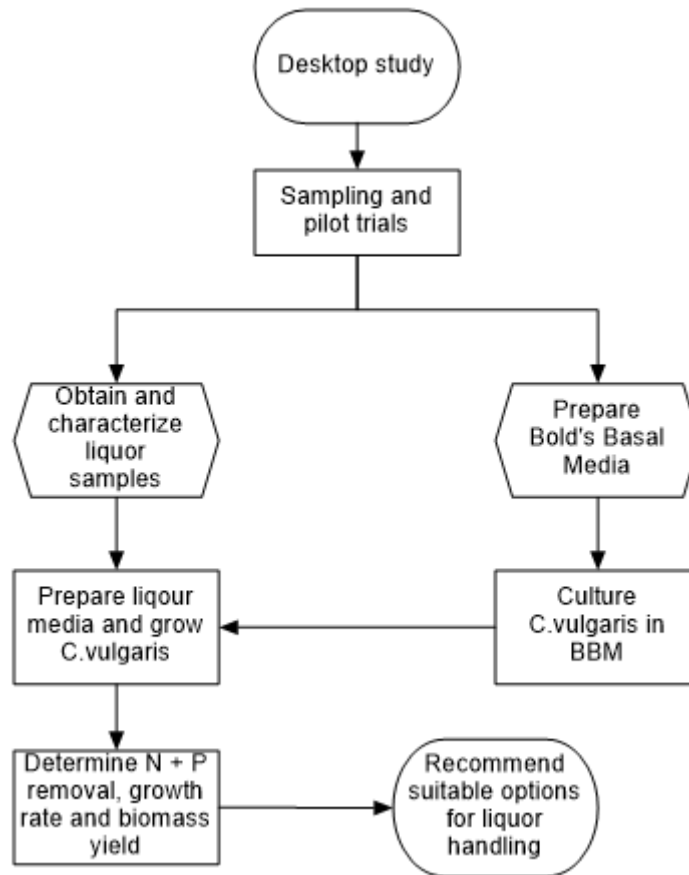 Desktop study
Sampling and
pilot trials
Obtain and
characterize
liquor
samples
Prepare
Bold's Basal
Media
Prepare liqour
media and grow
C.vulgaris
Culture
C.vulgaris in
BBM
Determine N + P
removal, growth
rate and biomass
yield
Recommend
suitable options
for liquor
handling